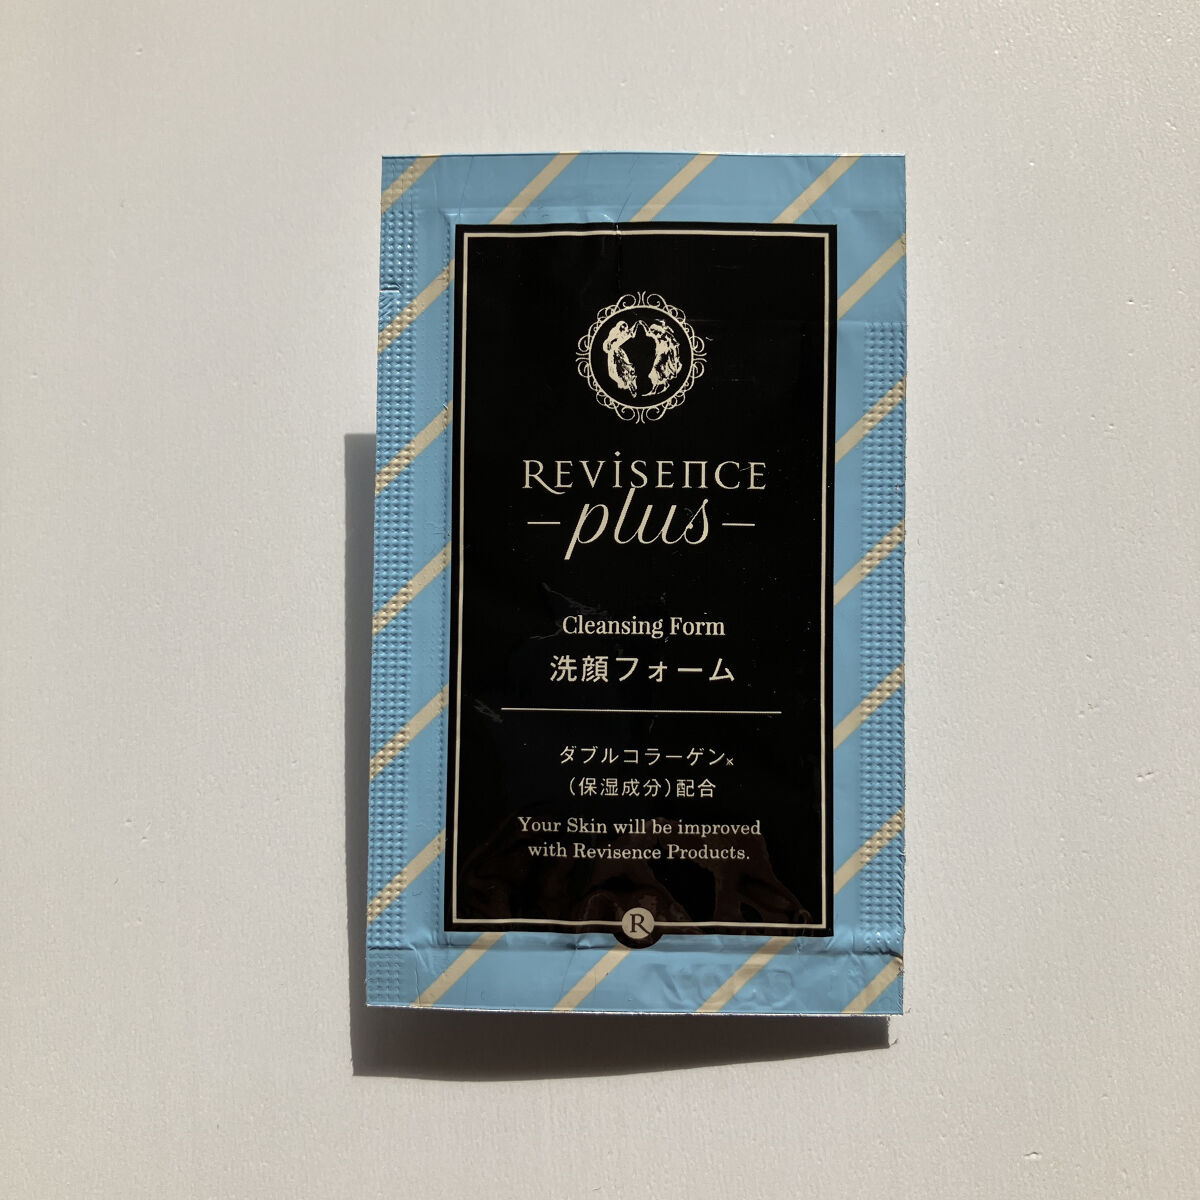 REVISENCE
plus
Cleansing Form
洗顔フォーム
ダブルコラーゲン※
（保湿成分）配合
Your Skin will be improved
with Revisence Products.
R